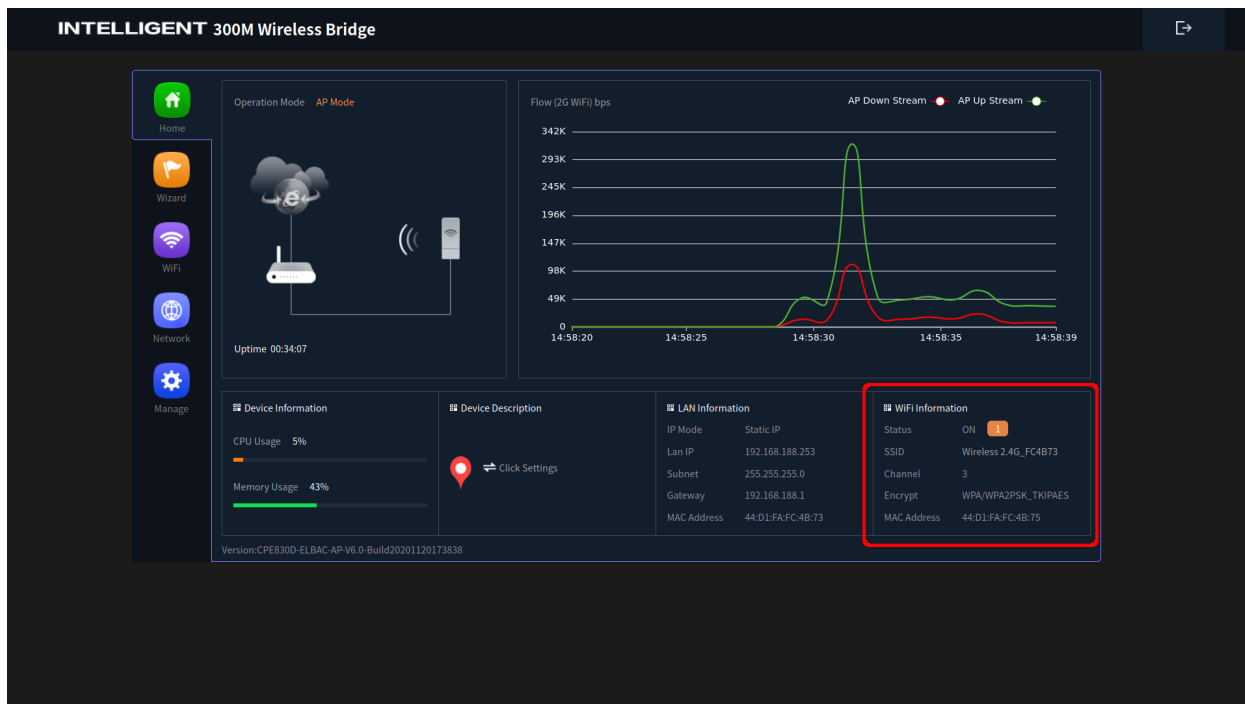 INTELLIGENT 300M Wireless Bridge
Home
Wizard
WiFi
Network
Manage
Operation Mode AP Mode
Uptime 00:34:07
Flow (2G WiFi) bps
AP Down Stream
AP Up Stream
342K
293K
245K
196K
147K
98K
49K
0
14:58:20 14:58:25 14:58:30 14:58:35 14:58:39
Device Information
CPU Usage 5%
Memory Usage 43%
Device Description
Click Settings
LAN Information
IP Mode Static IP
Lan IP 192.168.188.253
Subnet 255.255.255.0
Gateway 192.168.188.1
MAC Address 44:D1:FA:FC:4B:73
WiFi Information
Status ON 1
SSID Wireless 2.4G_FC4B73
Channel 3
Encrypt WPA/WPA2PSK_TKIPAES
MAC Address 44:D1:FA:FC:4B:75
Version:CPE830D-ELBAC-AP-V6.0-Build20201120173838